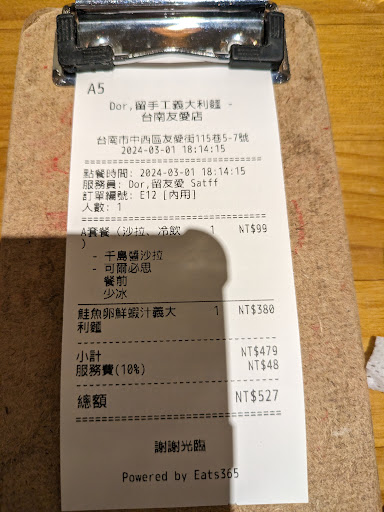 A5
Dor,留手工義大利麵 -
台南友愛店
台南市中西區友愛街115巷5-7號
2024-03-01 18:14:15
點餐時間: 2024-03-01 18:14:15
服務員: Dor,留友愛 Satff
訂單編號: E12 [內用]
人數: 1
A套餐（沙拉、冷飲 1 NT$99
）
- 千島醬沙拉
- 可爾必思
餐前
少冰
鮭魚卵鮮蝦汁義大 1 NT$380
利麵
小計 NT$479
服務費(10%) NT$48
總額 NT$527
謝謝光臨
Powered by Eats365